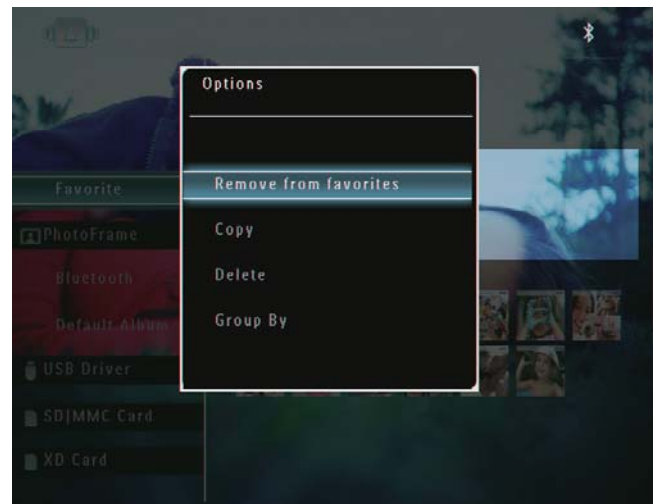 Options
Remove from favorites
Copy
Delete
Group By
Favorite
PhotoFrame
Bluetooth
Default Album
USB Driver
SD|MMC Card
XD Card